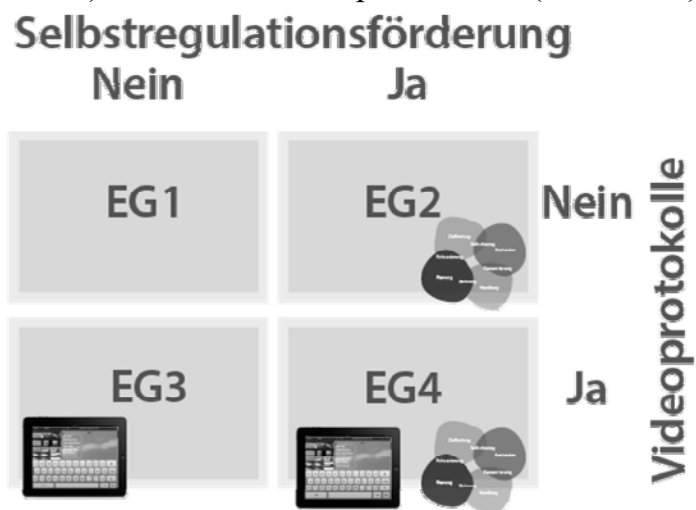 Selbstregulationsförderung
Nein Ja
EG1 EG2 Nein
EG3 EG4 Ja
Videoprotokolle